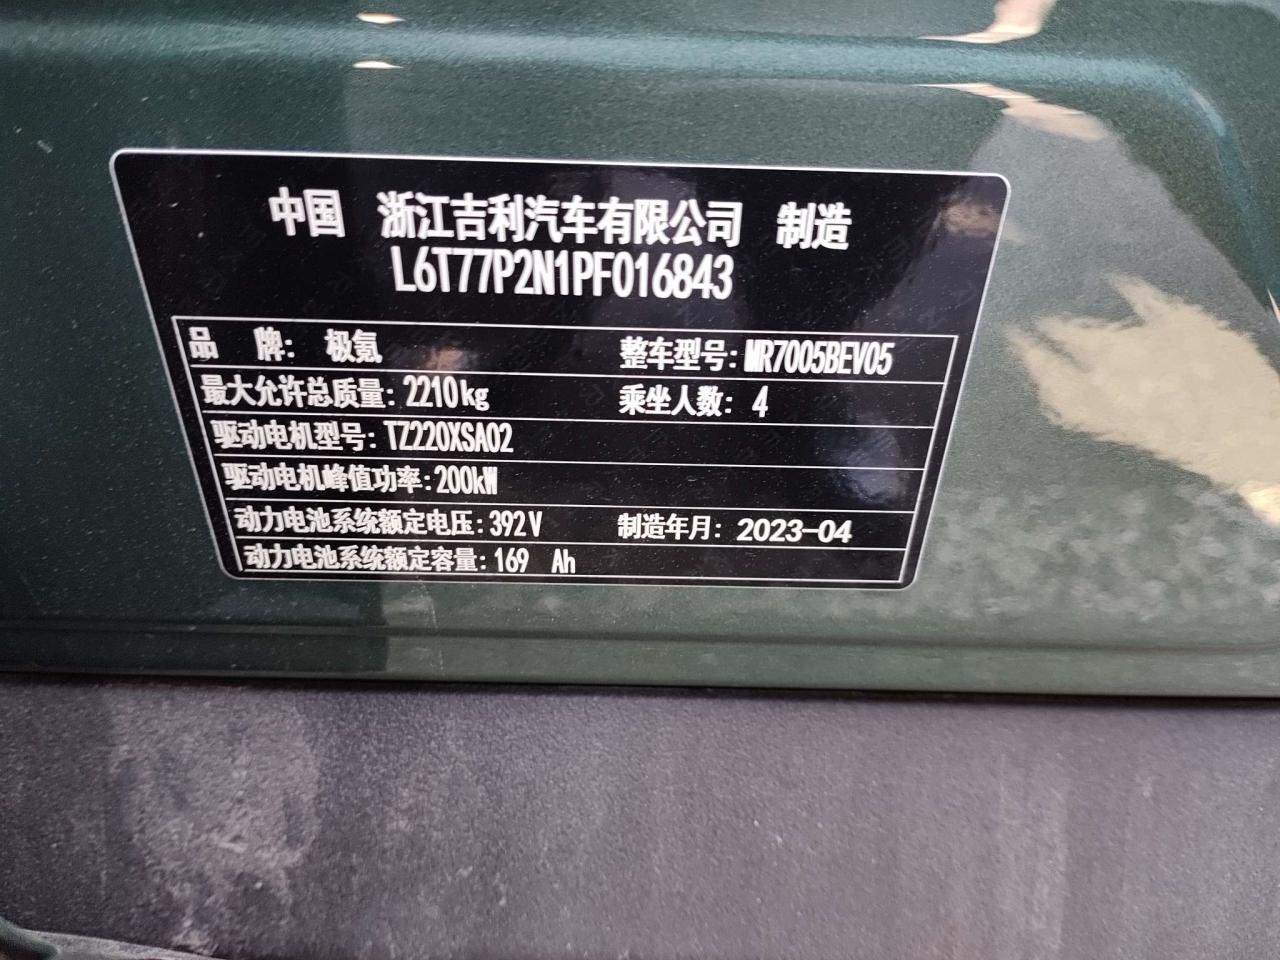 中国 浙江吉利汽车有限公司 制造
L6T77P2N1PF016843
品 牌: 极氪 整车型号:MR7005BEV05
最大允许总质量: 2210kg 乘坐人数: 4
驱动电机型号: TZ220XSA02
驱动电机峰值功率:200kW
动力电池系统额定电压: 392V 制造年月: 2023-04
动力电池系统额定容量: 169 Ah